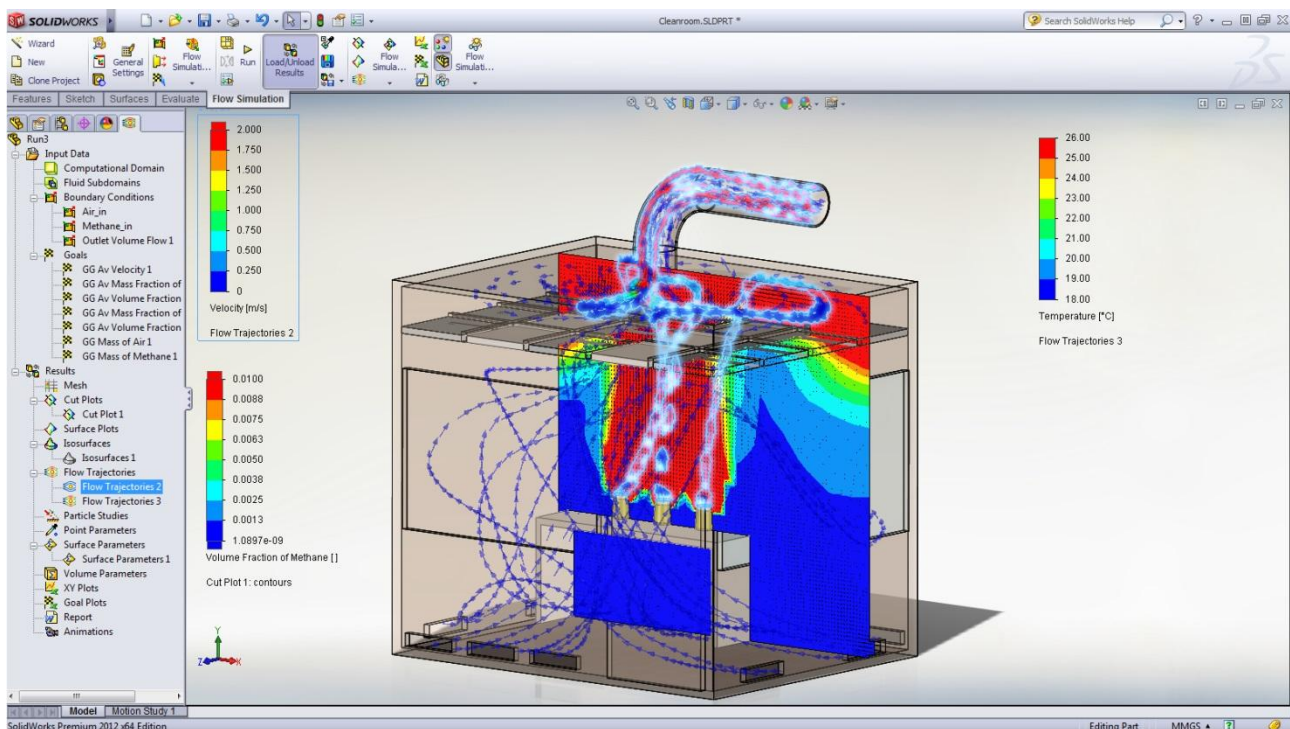 SOLIDWORKS
Cleanroom.SLDPRT *
Search SolidWorks Help
Wizard
New
Clone Project
General Settings
Flow Simulati...
Run
Load/Unload Results
Flow Simula...
Flow Simulati...
Features Sketch Surfaces Evaluate Flow Simulation
Run3
Input Data
Computational Domain
Fluid Subdomains
Boundary Conditions
Air_in
Methane_in
Outlet Volume Flow 1
Goals
GG Av Velocity 1
GG Av Mass Fraction of
GG Av Volume Fraction
GG Av Mass Fraction of
GG Av Volume Fraction
GG Mass of Air 1
GG Mass of Methane 1
Results
Mesh
Cut Plots
Cut Plot 1
Surface Plots
Isosurfaces
Isosurfaces 1
Flow Trajectories
Flow Trajectories 2
Flow Trajectories 3
Particle Studies
Point Parameters
Surface Parameters
Surface Parameters 1
Volume Parameters
XY Plots
Goal Plots
Report
Animations
2.000
1.750
1.500
1.250
1.000
0.750
0.500
0.250
0
Velocity [m/s]
Flow Trajectories 2
0.0100
0.0088
0.0075
0.0063
0.0050
0.0038
0.0025
0.0013
1.0897e-09
Volume Fraction of Methane [ ]
Cut Plot 1: contours
26.00
25.00
24.00
23.00
22.00
21.00
20.00
19.00
18.00
Temperature [°C]
Flow Trajectories 3
Y
Z X
Model Motion Study 1
SolidWorks Premium 2012 x64 Edition
Editing Part MMGS